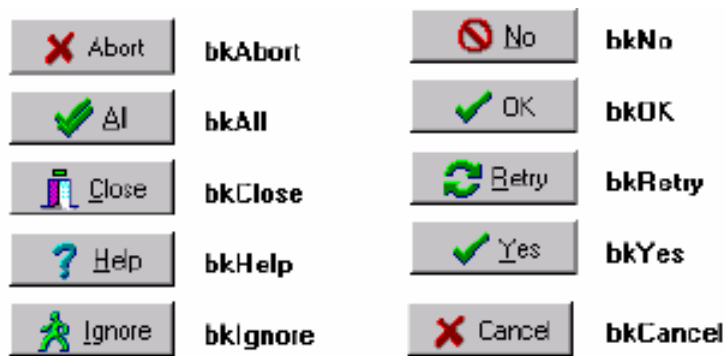 Abort bkAbort
All bkAll
Close bkClose
Help bkHelp
Ignore bkIgnore
No bkNo
OK bkOK
Retry bkRetry
Yes bkYes
Cancel bkCancel